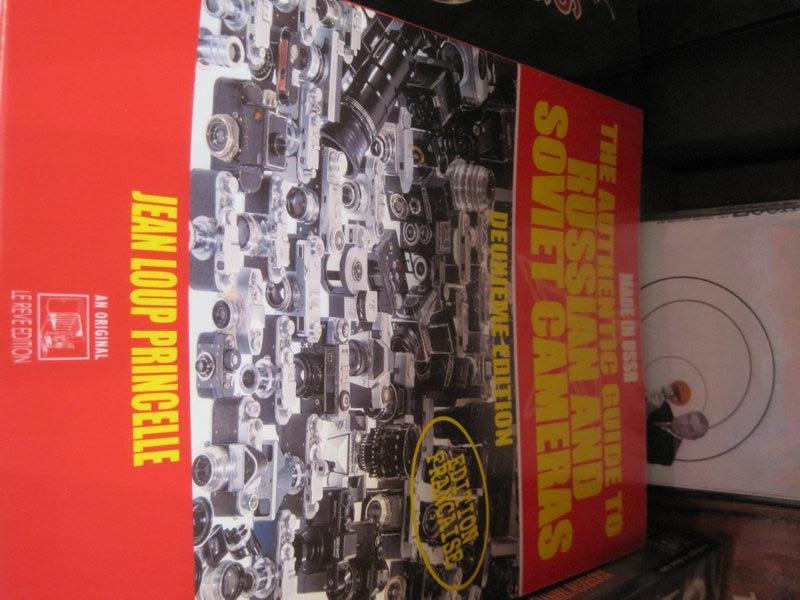 MADE IN USSR
THE AUTHENTIC GUIDE TO
RUSSIAN AND
SOVIET CAMERAS
DEUXIEME EDITION
EDITION
FRANÇAISE
JEAN LOUP PRINCELLE
AN ORIGINAL
LE REVE EDITION